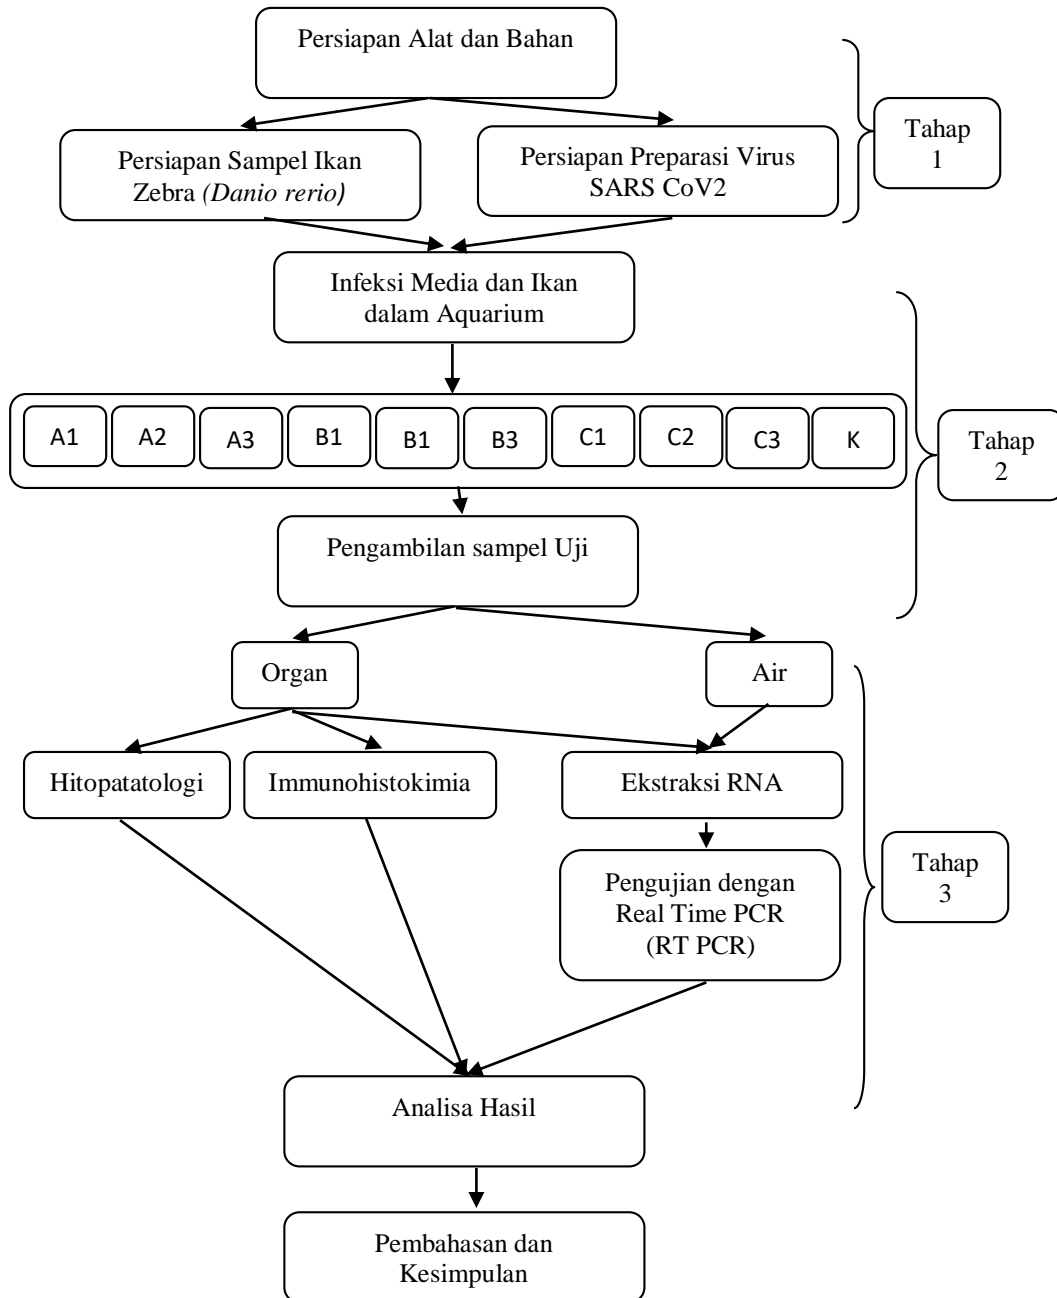 Persiapan Alat dan Bahan
Tahap
1
Persiapan Sampel Ikan
Zebra (Danio rerio)
Persiapan Preparasi Virus
SARS CoV2
Infeksi Media dan Ikan
dalam Aquarium
A1 A2 A3 B1 B1 B3 C1 C2 C3 K
Tahap
2
Pengambilan sampel Uji
Organ
Air
Hitopatatologi
Immunohistokimia
Ekstraksi RNA
Pengujian dengan
Real Time PCR
(RT PCR)
Tahap
3
Analisa Hasil
Pembahasan dan
Kesimpulan